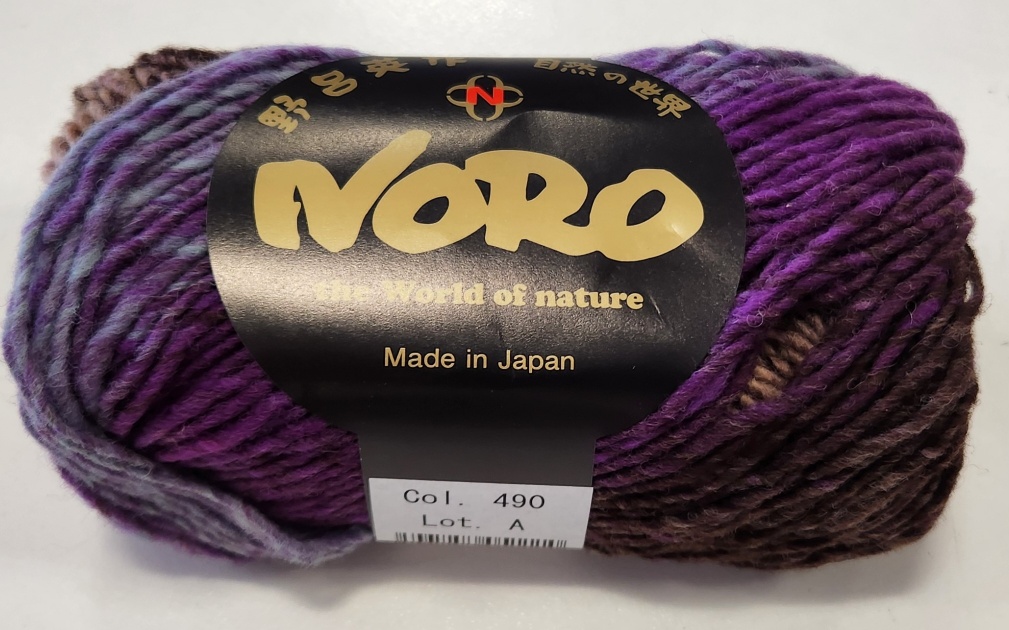 野呂英作 自然の世界
N
NORO
the World of nature
Made in Japan
Col. 490
Lot. A